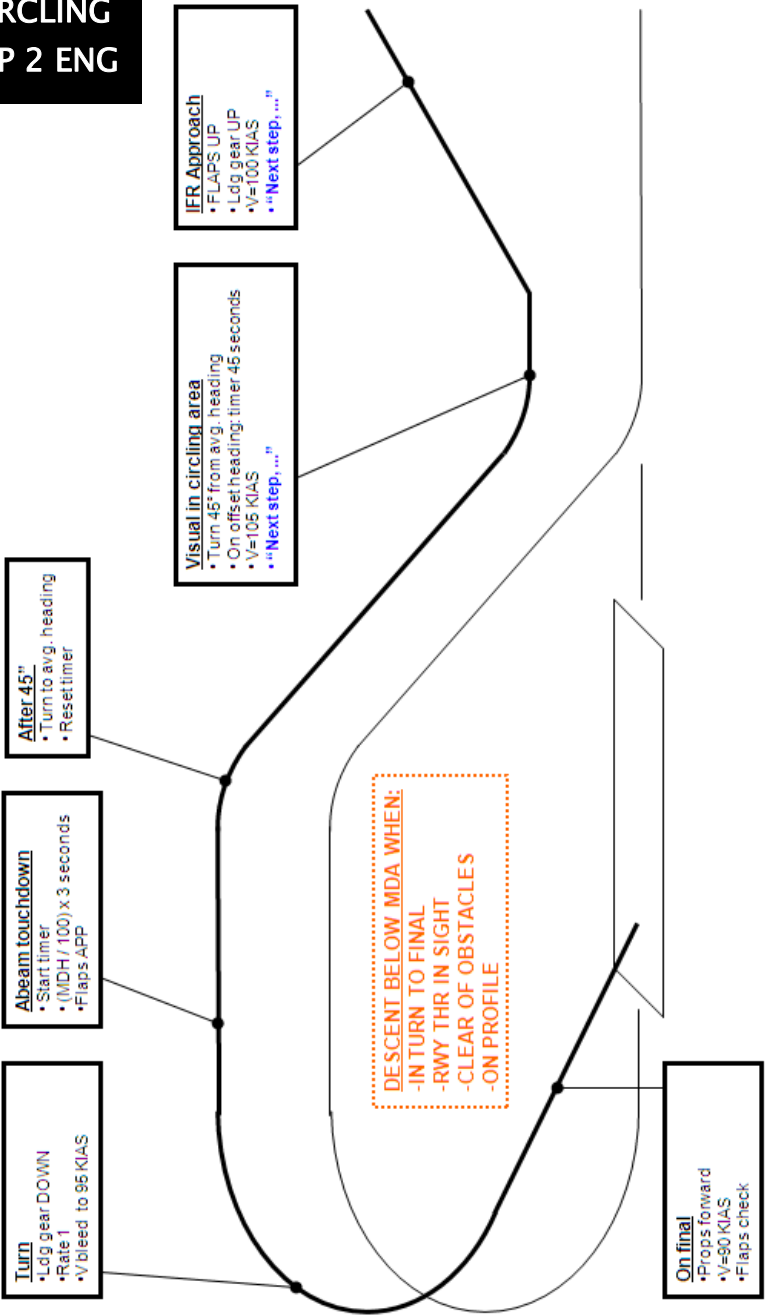 RCLING
P 2 ENG
IFR Approach
• FLAPS UP
• Ldg gear UP
•V=100 KIAS
• “Next step, ...”
Visual in circling area
• Turn 45° from avg. heading
• On offset heading: timer 45 seconds
• V=105 KIAS
• “Next step, ...”
After 45”
• Turn to avg. heading
• Reset timer
Abeam touchdown
• Start timer
• (MDH / 100) x 3 seconds
•Flaps APP
Turn
•Ldg gear DOWN
•Rate 1
•V bleed to 95 KIAS
DESCENT BELOW MDA WHEN:
-IN TURN TO FINAL
-RWY THR IN SIGHT
-CLEAR OF OBSTACLES
-ON PROFILE
On final
•Props forward
•V=90 KIAS
•Flaps check